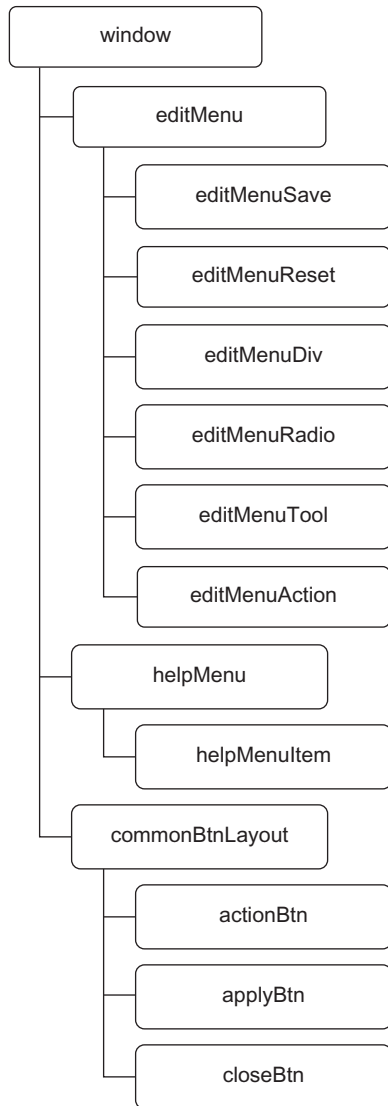 window
editMenu
editMenuSave
editMenuReset
editMenuDiv
editMenuRadio
editMenuTool
editMenuAction
helpMenu
helpMenuItem
commonBtnLayout
actionBtn
applyBtn
closeBtn